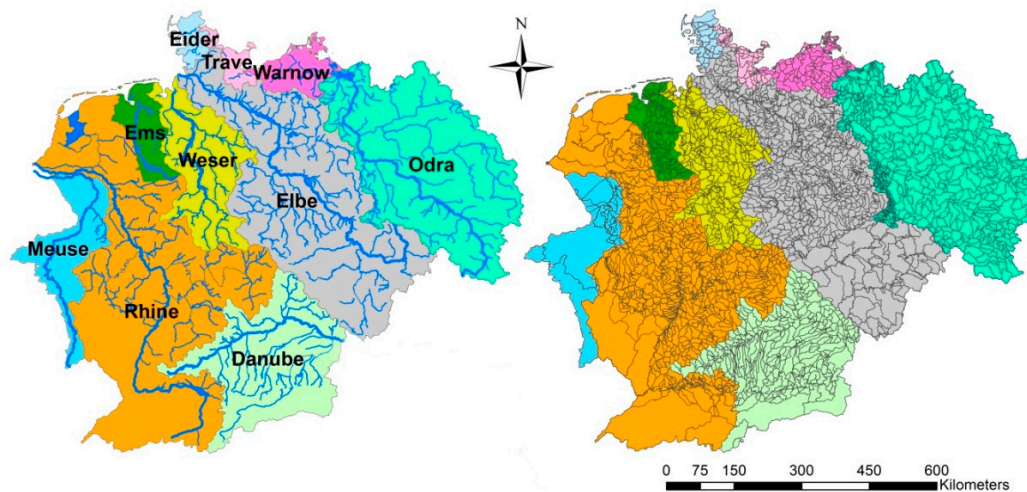 Eider
N
Trave
Warnow
Ems
Weser
Odra
Elbe
Meuse
Rhine
Danube
0 75 150 300 450 600
Kilometers